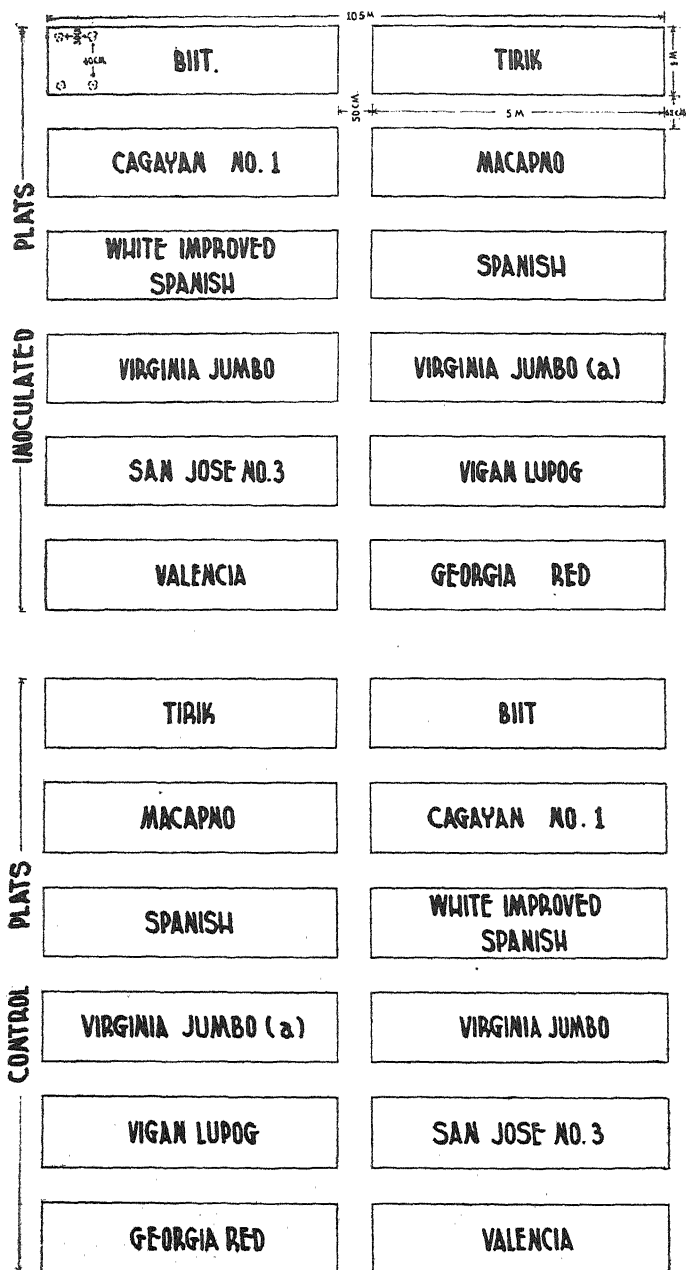 10.5 M
BIIT.
TIRIK
40CM.
50 CM.
5 M
CAGAYAN NO. 1
MACAPNO
WHITE IMPROVED
SPANISH
SPANISH
VIRGINIA JUMBO
VIRGINIA JUMBO (a)
SAN JOSE NO.3
VIGAN LUPOG
VALENCIA
GEORGIA RED
INOCULATED PLATS
TIRIK
BIIT
MACAPNO
CAGAYAN NO. 1
SPANISH
WHITE IMPROVED
SPANISH
VIRGINIA JUMBO (a)
VIRGINIA JUMBO
VIGAN LUPOG
SAN JOSE NO. 3
GEORGIA RED
VALENCIA
CONTROL PLATS